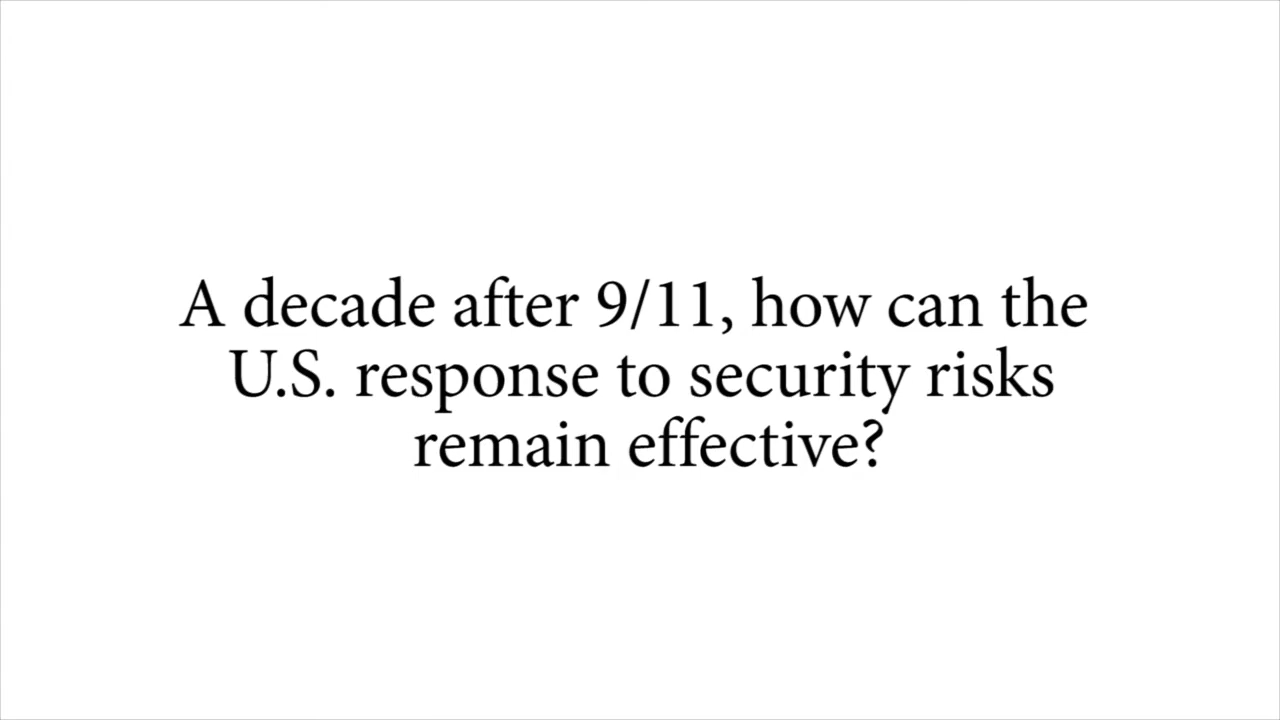 A decade after 9/11, how can the
U.S. response to security risks
remain effective?